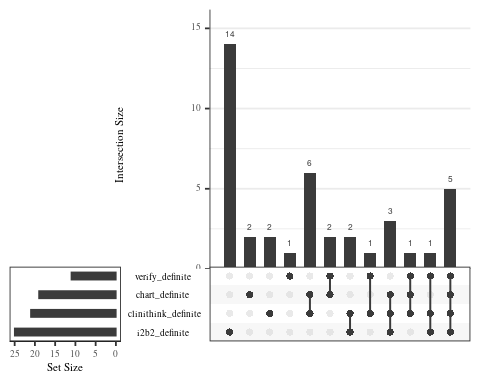 15
10
5
0
Intersection Size
14
2
2
1
6
2
2
1
3
1
1
5
verify_definite
chart_definite
clinithink_definite
i2b2_definite
25 20 15 10 5 0
Set Size